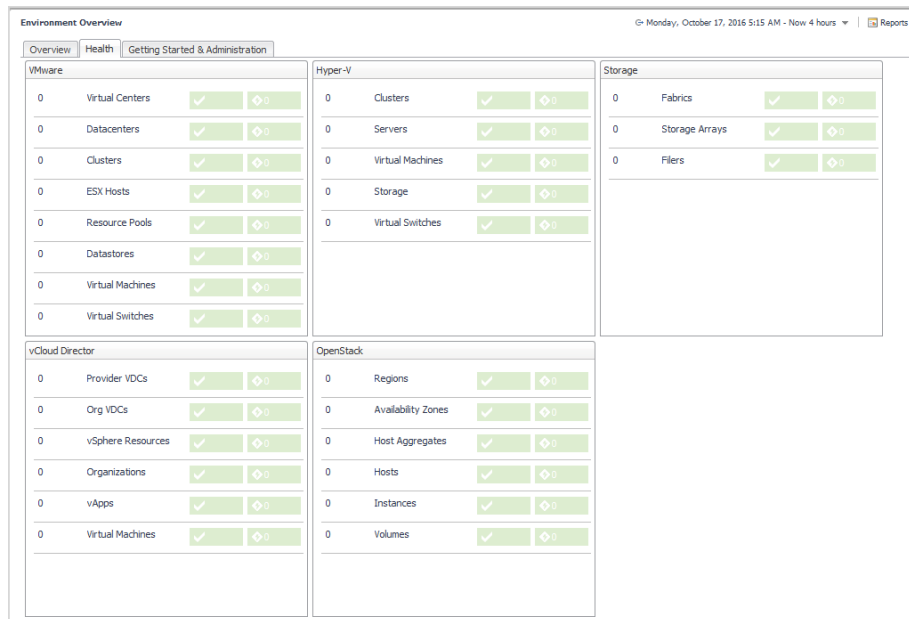 Environment Overview
Monday, October 17, 2016 5:15 AM - Now 4 hours
Reports
Overview Health Getting Started & Administration
VMware
0 Virtual Centers 0
0 Datacenters 0
0 Clusters 0
0 ESX Hosts 0
0 Resource Pools 0
0 Datastores 0
0 Virtual Machines 0
0 Virtual Switches 0
Hyper-V
0 Clusters 0
0 Servers 0
0 Virtual Machines 0
0 Storage 0
0 Virtual Switches 0
Storage
0 Fabrics 0
0 Storage Arrays 0
0 Filers 0
vCloud Director
0 Provider VDCs 0
0 Org VDCs 0
0 vSphere Resources 0
0 Organizations 0
0 vApps 0
0 Virtual Machines 0
OpenStack
0 Regions 0
0 Availability Zones 0
0 Host Aggregates 0
0 Hosts 0
0 Instances 0
0 Volumes 0